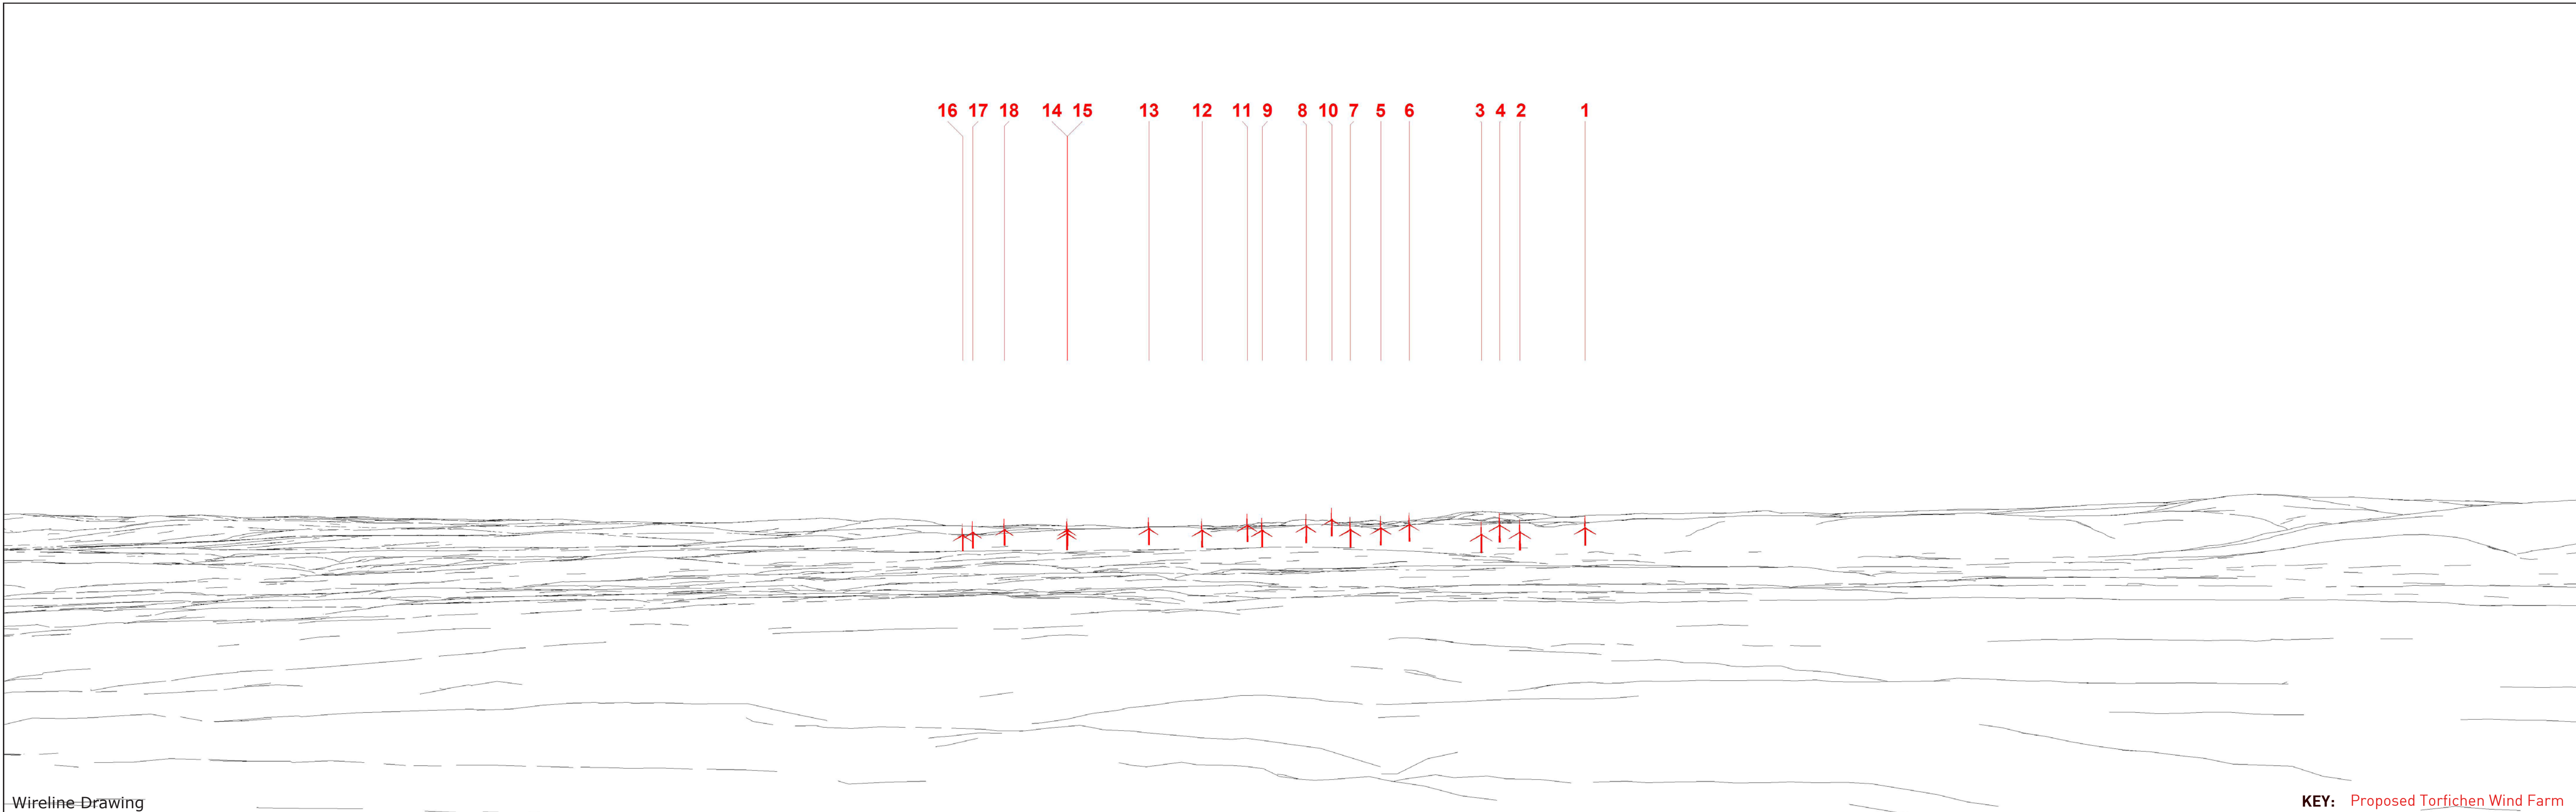 16 17 18 14 15 13 12 11 9 8 10 7 5 6 3 4 2 1
Wireline Drawing
KEY: Proposed Torfichen Wind Farm